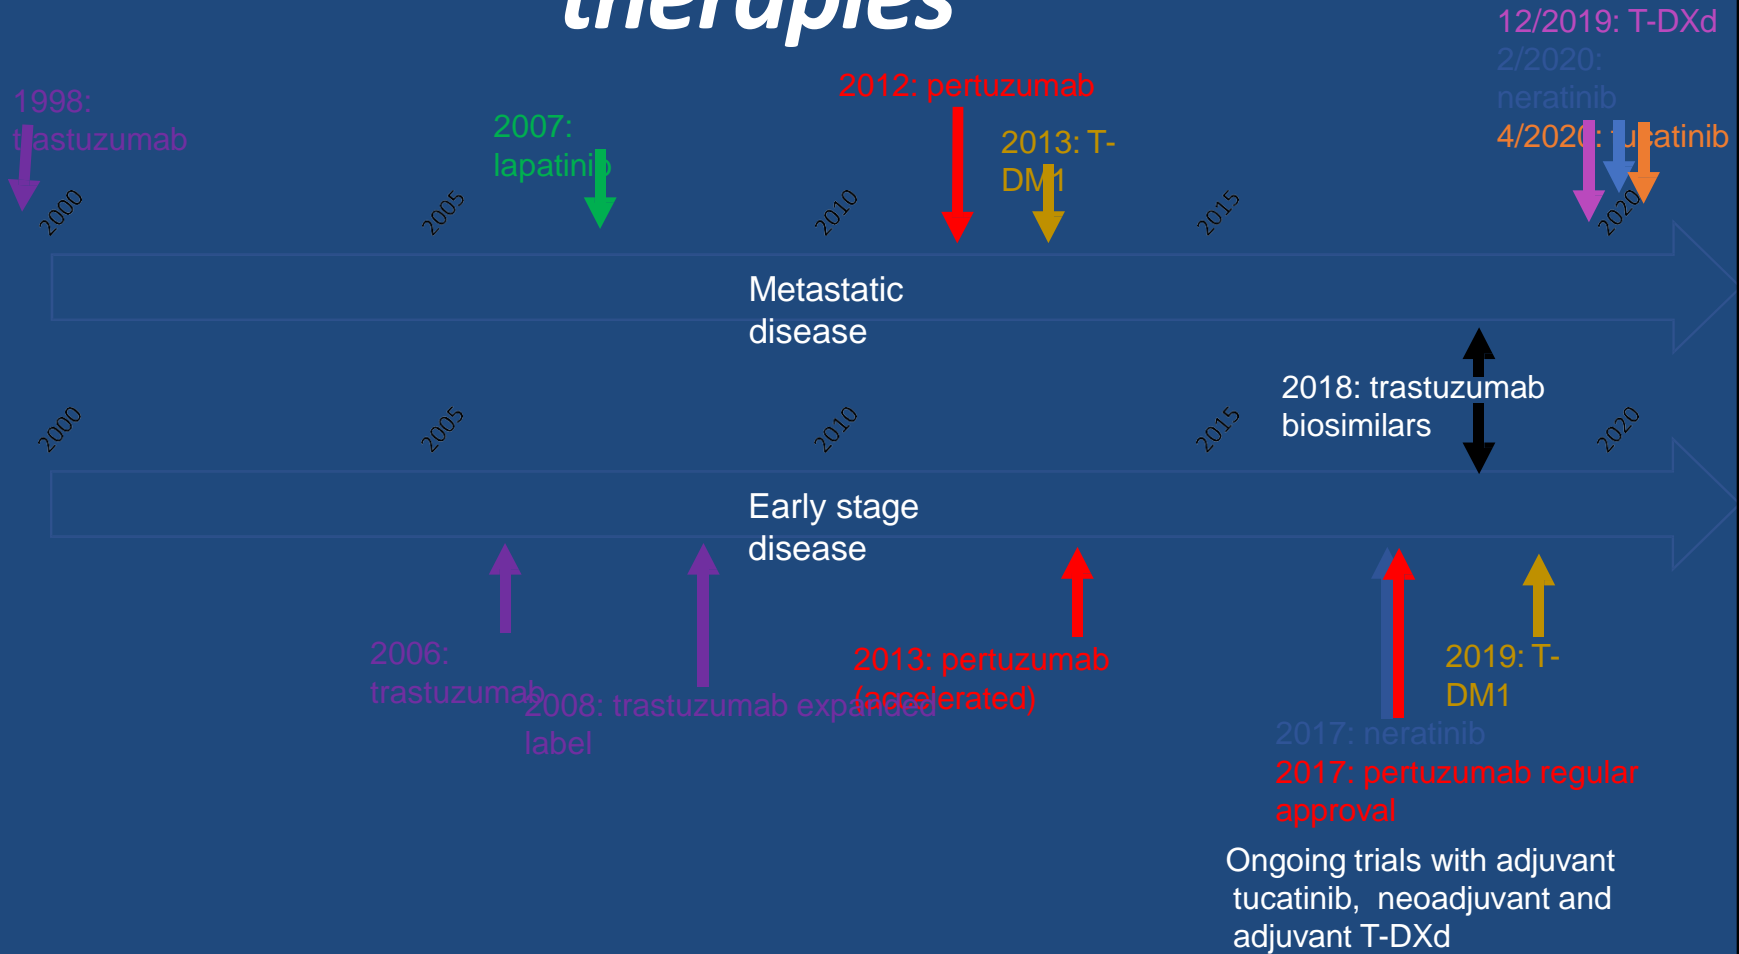 therapies
12/2019: T-DXd
2/2020:
neratinib
4/2020: tucatinib
1998:
trastuzumab
2007:
lapatinib
2012: pertuzumab
2013: T-
DM1
2000
2005
2010
2015
2020
Metastatic
disease
2018: trastuzumab
biosimilars
2000
2005
2010
2015
2020
Early stage
disease
2006:
trastuzumab
2008: trastuzumab expanded
label
2013: pertuzumab
(accelerated)
2019: T-
DM1
2017: neratinib
2017: pertuzumab regular
approval
Ongoing trials with adjuvant
tucatinib,  neoadjuvant and
adjuvant T-DXd